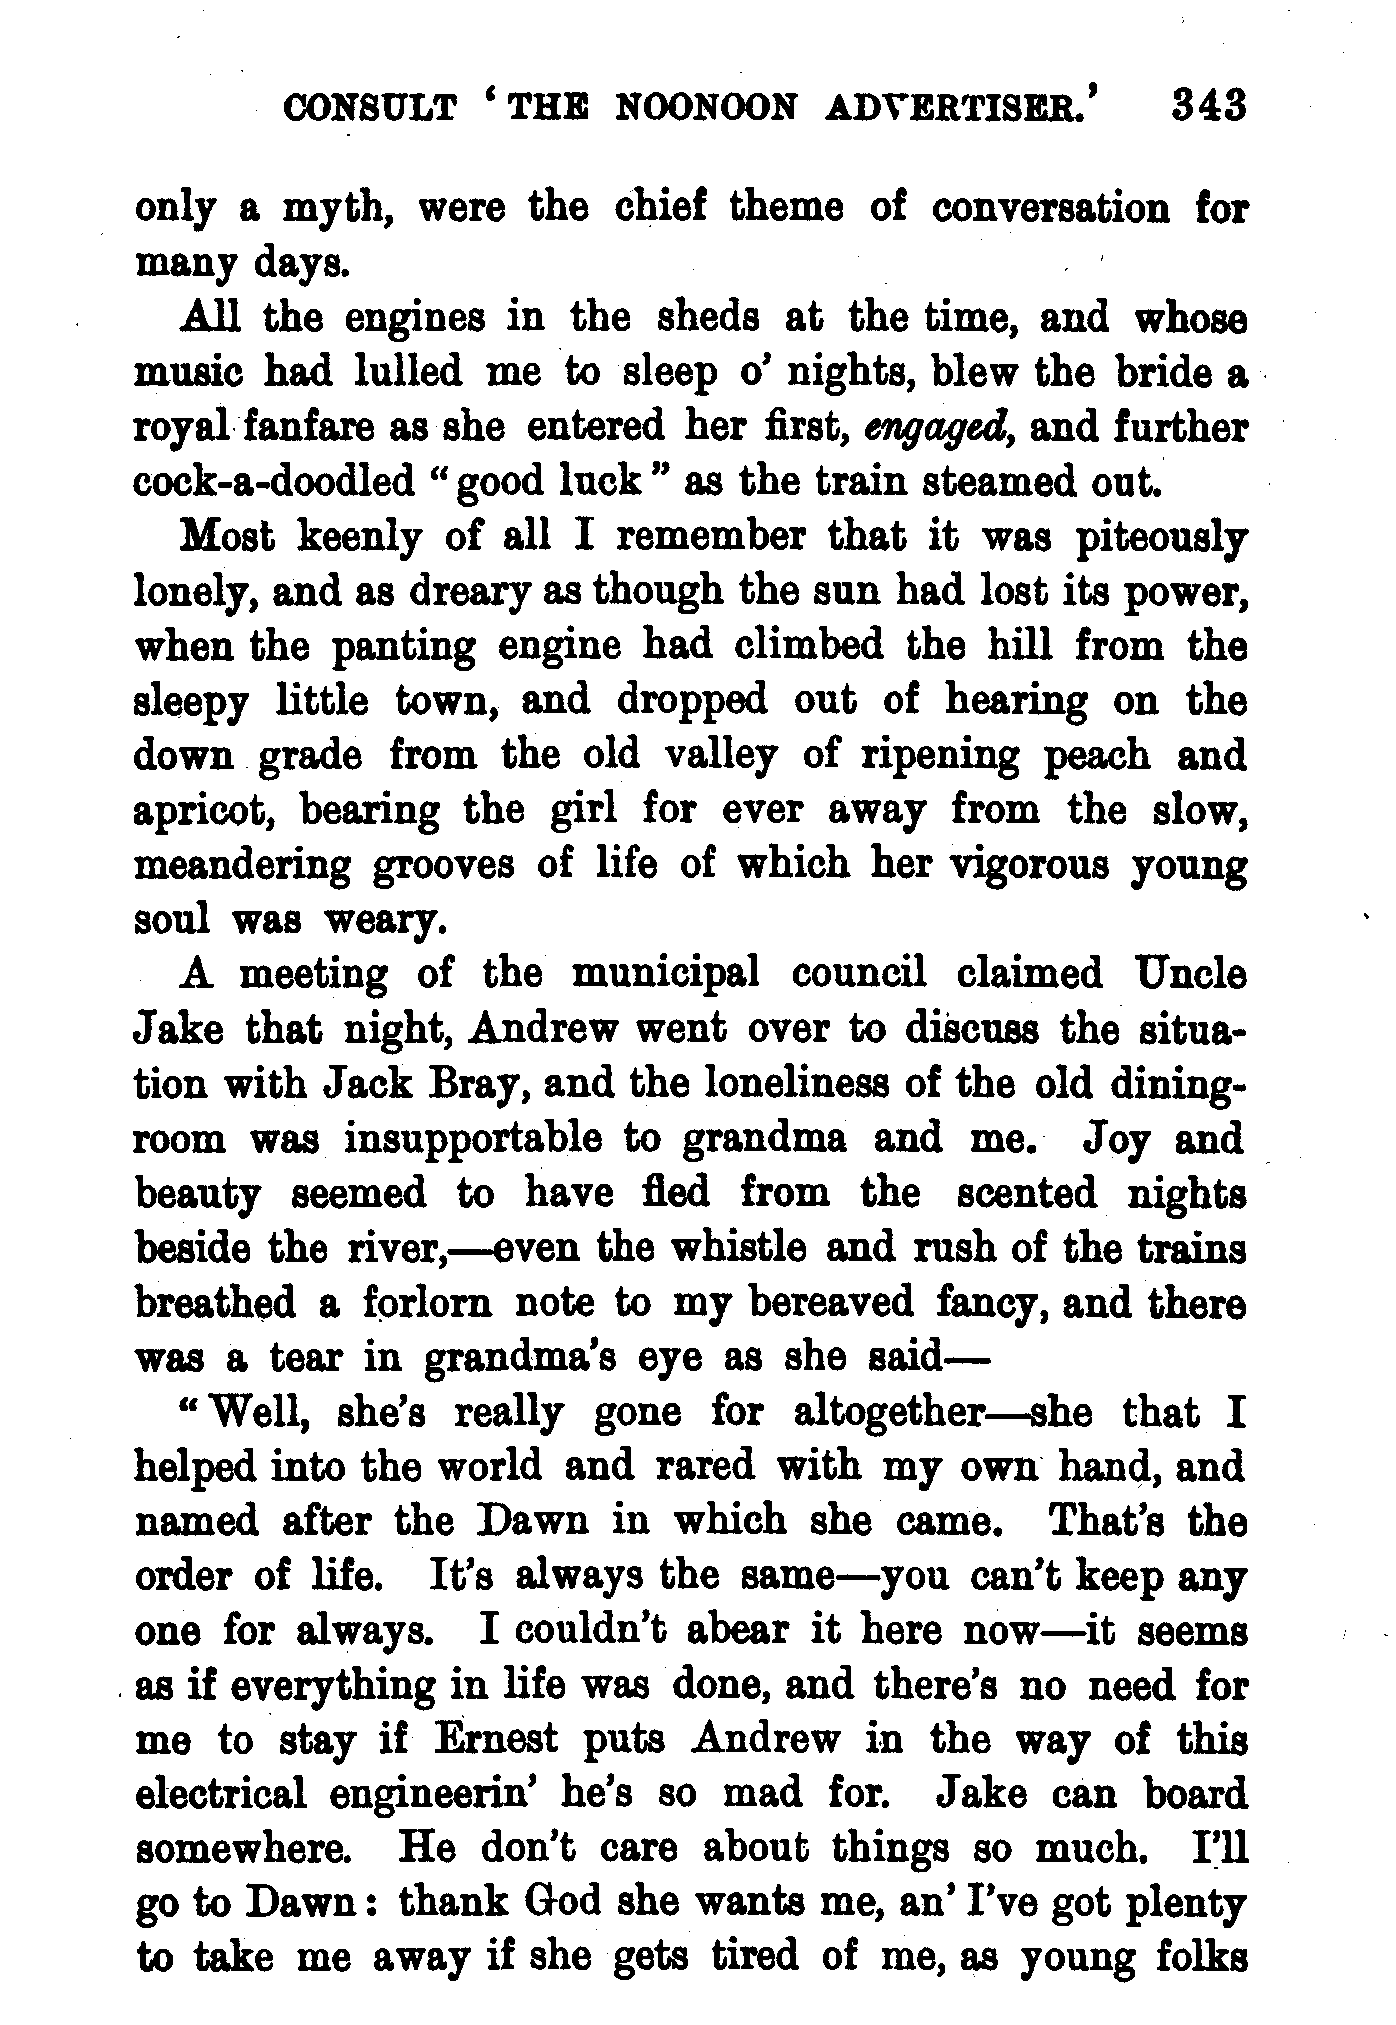 CONSULT ‘ THE NOONOON ADVERTISER.’ 343
only a myth, were the chief theme of conversation for
many days.
All the engines in the sheds at the time, and whose
music had lulled me to sleep o’ nights, blew the bride a
royal fanfare as she entered her first, engaged, and further
cock-a-doodled “ good luck ” as the train steamed out.
Most keenly of all I remember that it was piteously
lonely, and as dreary as though the sun had lost its power,
when the panting engine had climbed the hill from the
sleepy little town, and dropped out of hearing on the
down grade from the old valley of ripening peach and
apricot, bearing the girl for ever away from the slow,
meandering grooves of life of which her vigorous young
soul was weary.
A meeting of the municipal council claimed Uncle
Jake that night, Andrew went over to discuss the situa-
tion with Jack Bray, and the loneliness of the old dining-
room was insupportable to grandma and me. Joy and
beauty seemed to have fled from the scented nights
beside the river,—even the whistle and rush of the trains
breathed a forlorn note to my bereaved fancy, and there
was a tear in grandma’s eye as she said—
“ Well, she’s really gone for altogether—she that I
helped into the world and rared with my own hand, and
named after the Dawn in which she came. That’s the
order of life. It’s always the same—you can’t keep any
one for always. I couldn’t abear it here now—it seems
as if everything in life was done, and there’s no need for
me to stay if Ernest puts Andrew in the way of this
electrical engineerin’ he’s so mad for. Jake can board
somewhere. He don’t care about things so much. I’ll
go to Dawn : thank God she wants me, an’ I’ve got plenty
to take me away if she gets tired of me, as young folks